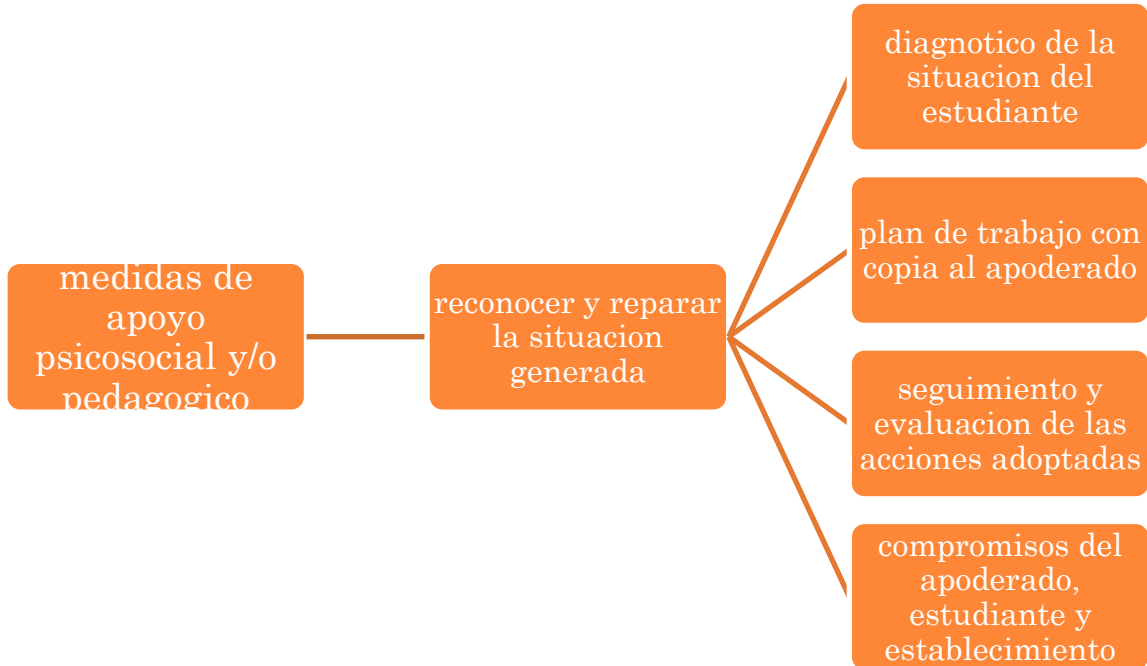 medidas de
apoyo
psicosocial y/o
pedagogico
reconocer y reparar
la situacion
generada
diagnotico de la
situacion del
estudiante
plan de trabajo con
copia al apoderado
seguimiento y
evaluacion de las
acciones adoptadas
compromisos del
apoderado,
estudiante y
establecimiento